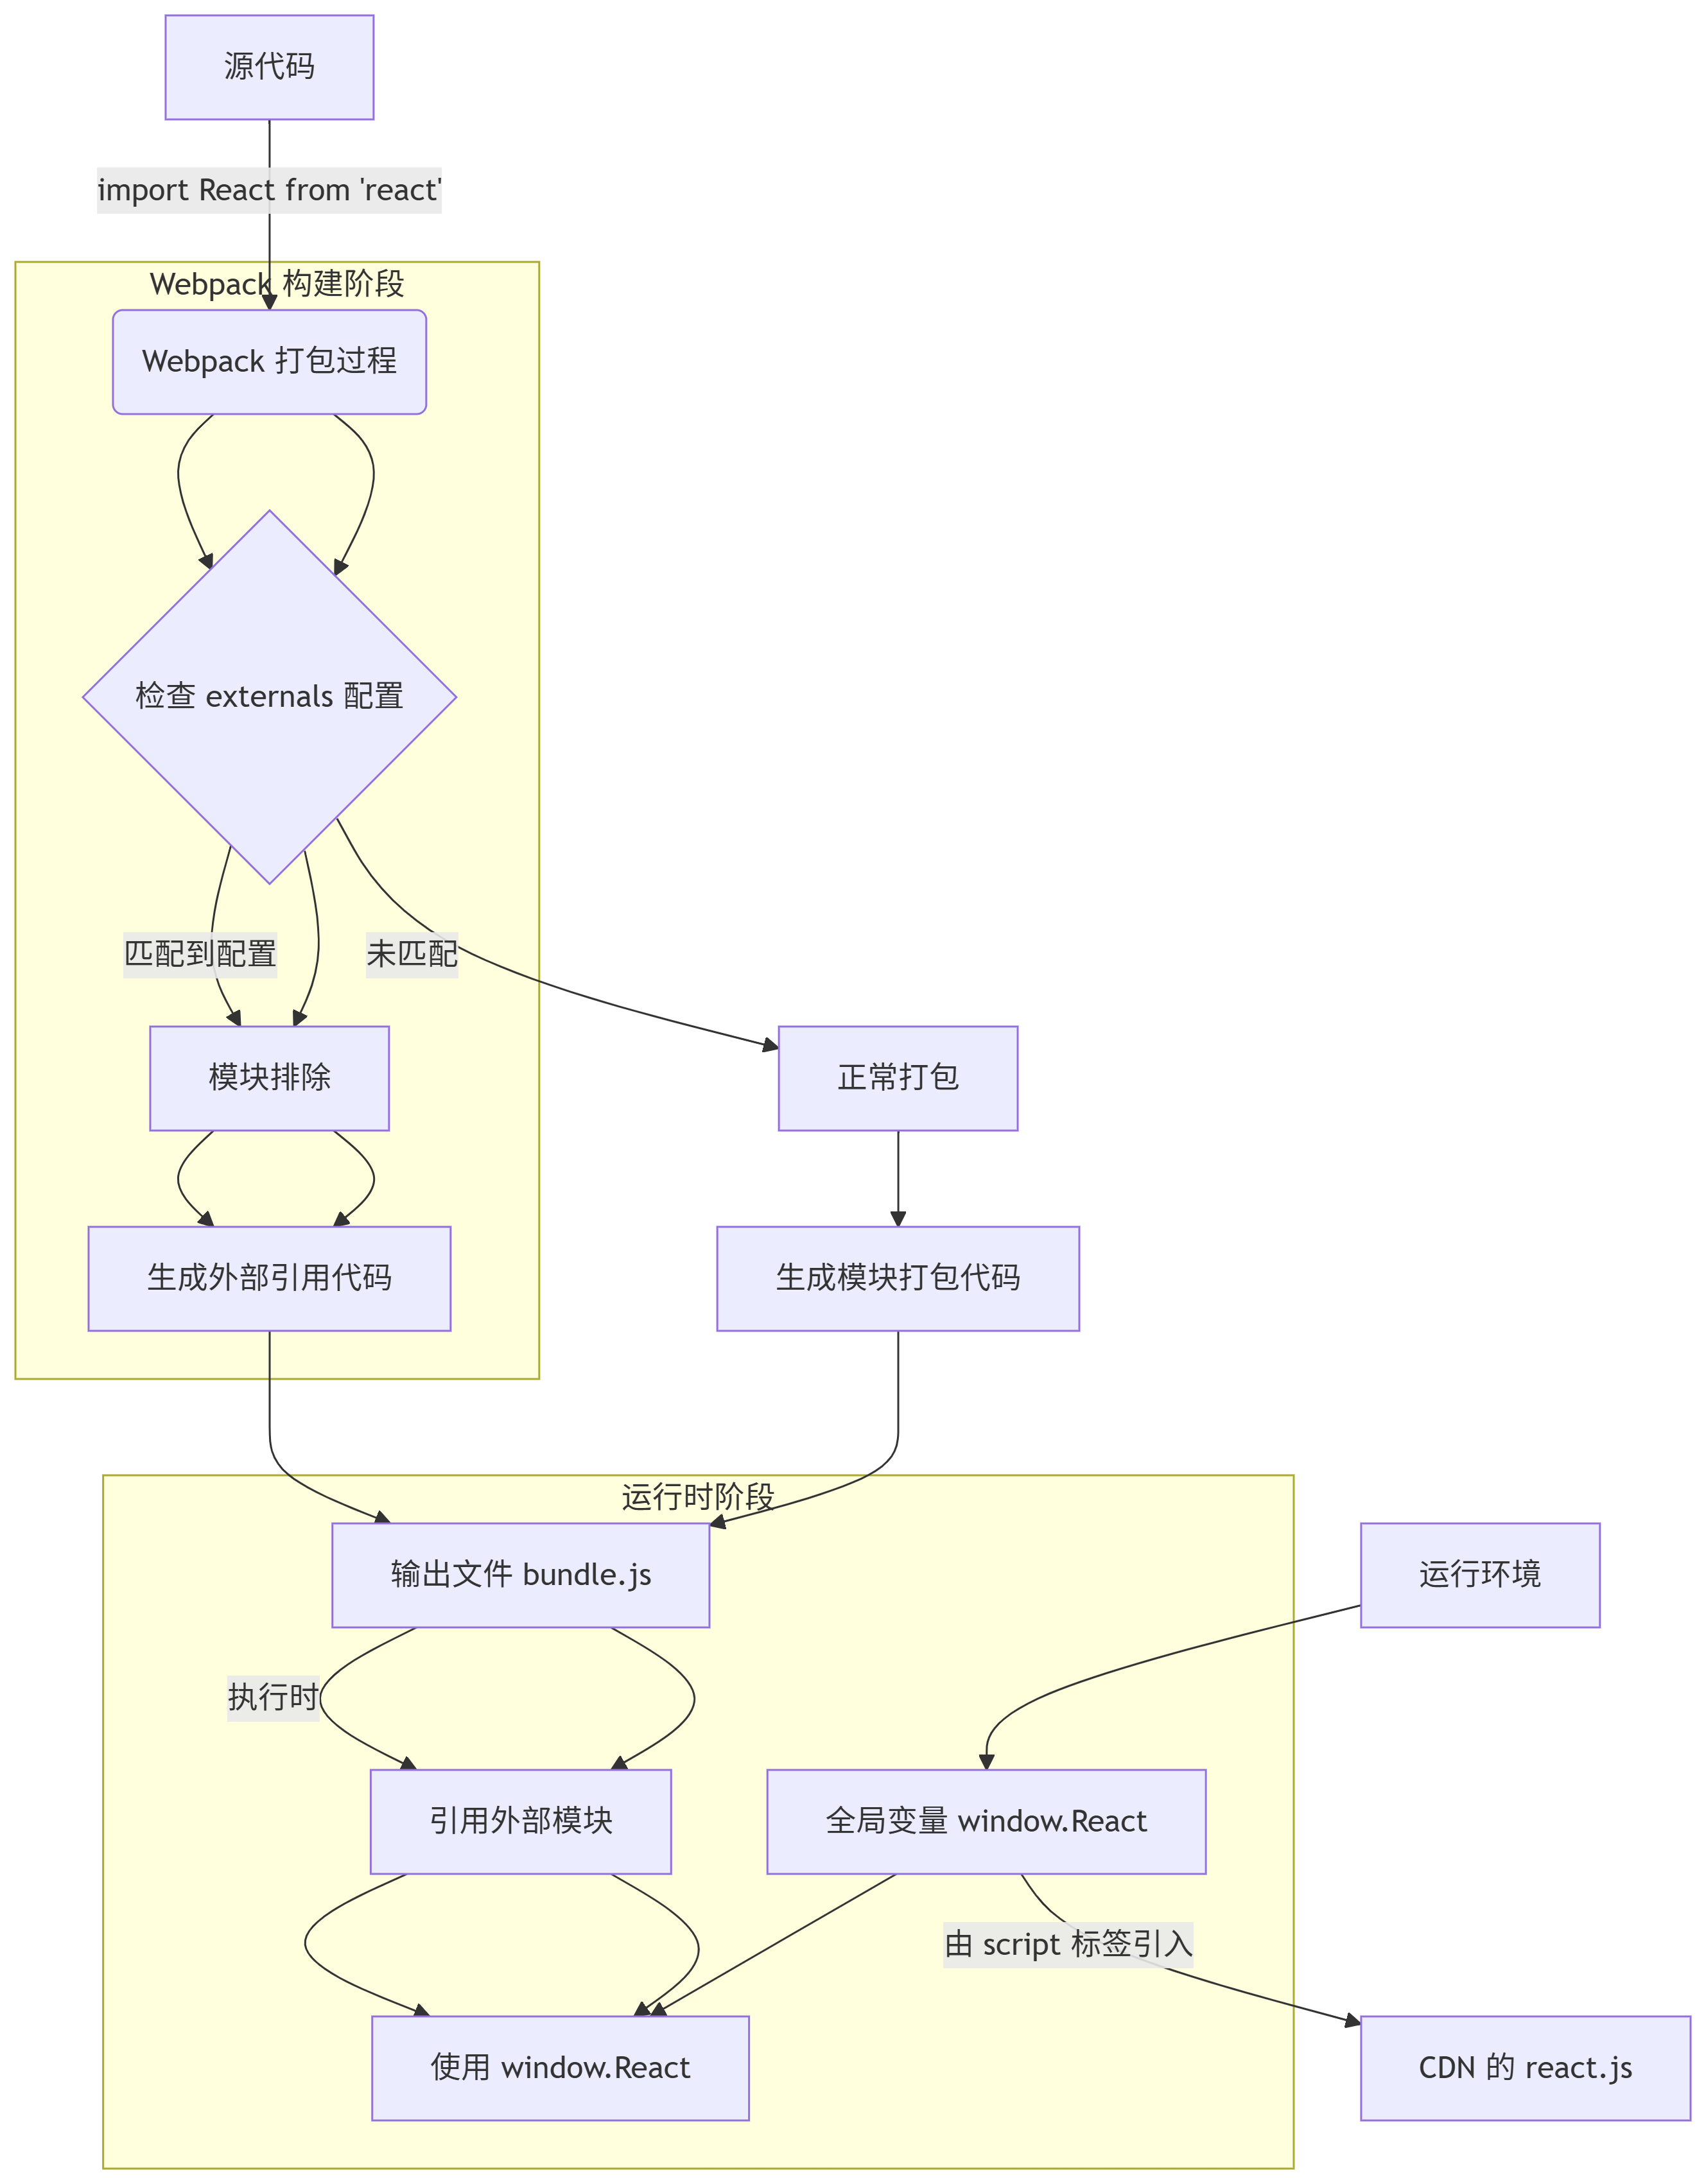 源代码
import React from 'react'
Webpack 构建阶段
Webpack 打包过程
检查 externals 配置
匹配到配置
未匹配
模块排除
正常打包
生成外部引用代码
生成模块打包代码
运行时阶段
输出文件 bundle.js
运行环境
执行时
引用外部模块
全局变量 window.React
由 script 标签引入
使用 window.React
CDN 的 react.js